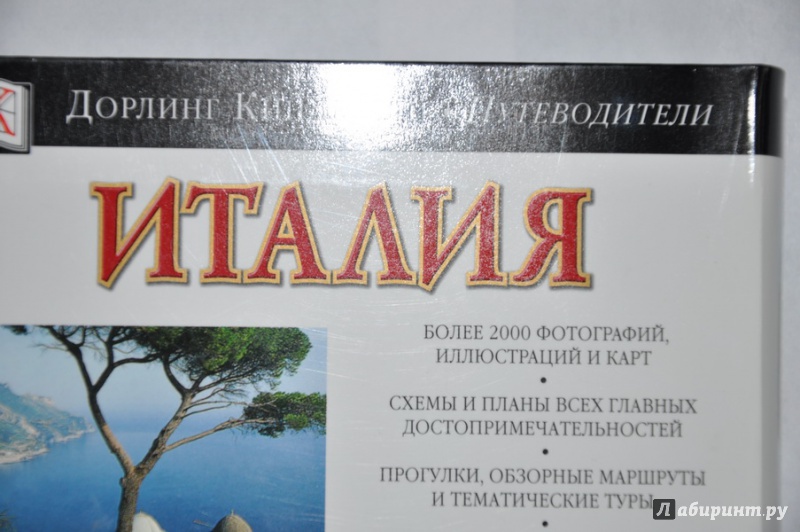 К
Дорлинг Ки Путеводители
ИТАЛИЯ
БОЛЕЕ 2000 ФОТОГРАФИЙ,
ИЛЛЮСТРАЦИЙ И КАРТ
•
СХЕМЫ И ПЛАНЫ ВСЕХ ГЛАВНЫХ
ДОСТОПРИМЕЧАТЕЛЬНОСТЕЙ
•
ПРОГУЛКИ, ОБЗОРНЫЕ МАРШРУТЫ
И ТЕМАТИЧЕСКИЕ ТУРЫ
•
Лабиринт.ру